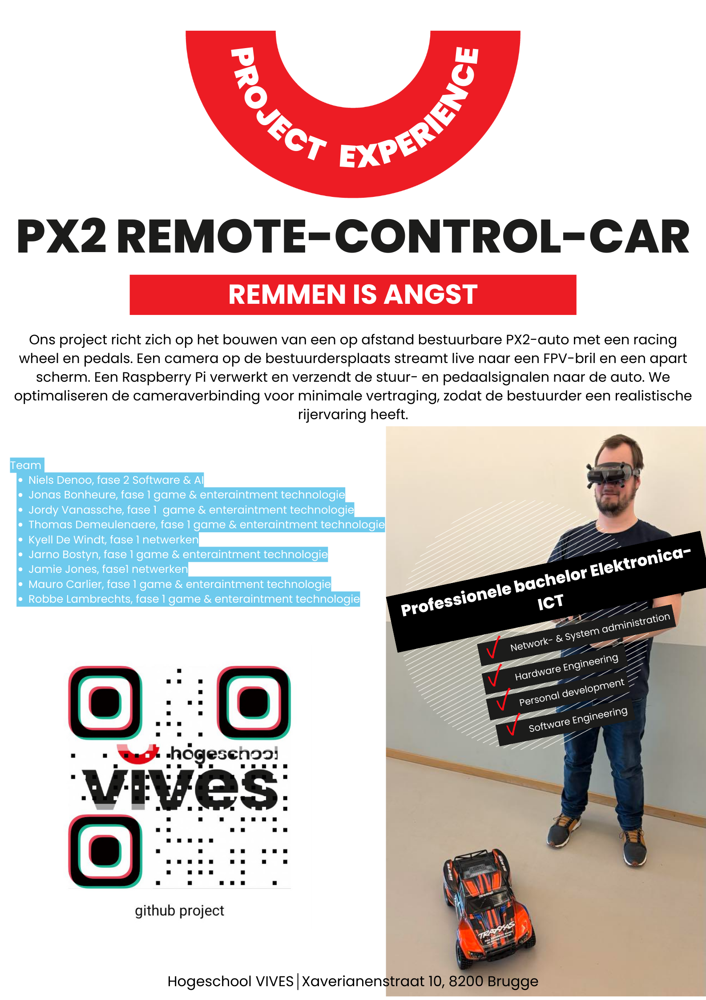 PROJECT EXPERIENCE
PX2 REMOTE-CONTROL-CAR
REMMEN IS ANGST
Ons project richt zich op het bouwen van een op afstand bestuurbare PX2-auto met een racing
wheel en pedals. Een camera op de bestuurdersplaats streamt live naar een FPV-bril en een apart
scherm. Een Raspberry Pi verwerkt en verzendt de stuur- en pedaalsignalen naar de auto. We
optimaliseren de cameraverbinding voor minimale vertraging, zodat de bestuurder een realistische
rijervaring heeft.
Team
Niels Denoo, fase 2 Software & AI
Jonas Bonheure, fase 1 game & enteraintment technologie
Jordy Vanassche, fase 1  game & enteraintment technologie
Thomas Demeulenaere, fase 1 game & enteraintment technologie
Kyell De Windt, fase 1 netwerken
Jarno Bostyn, fase 1 game & enteraintment technologie
Jamie Jones, fase1 netwerken
Mauro Carlier, fase 1 game & enteraintment technologie
Robbe Lambrechts, fase 1 game & enteraintment technologie
Professionele bachelor Elektronica-
ICT
Network- & System administration
Hardware Engineering
Personal development
Software Engineering
hogeschool
vives
github project
SLASH
SLASH
TRAXXAS
TRAXXAS
Hogeschool VIVES|Xaverianenstraat 10, 8200 Brugge